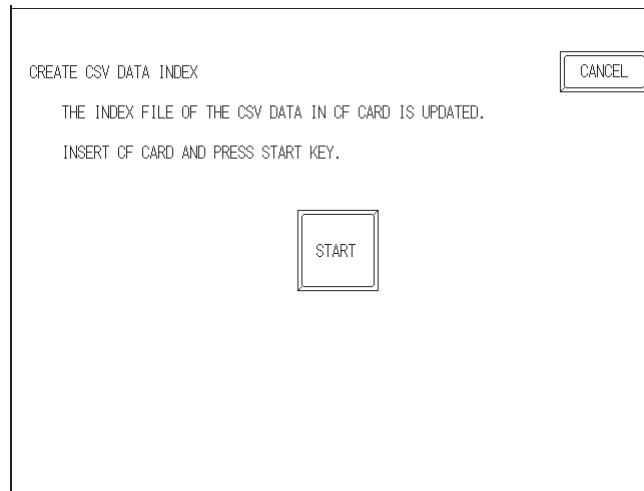 CREATE CSV DATA INDEX
CANCEL
THE INDEX FILE OF THE CSV DATA IN CF CARD IS UPDATED.
INSERT CF CARD AND PRESS START KEY.
START